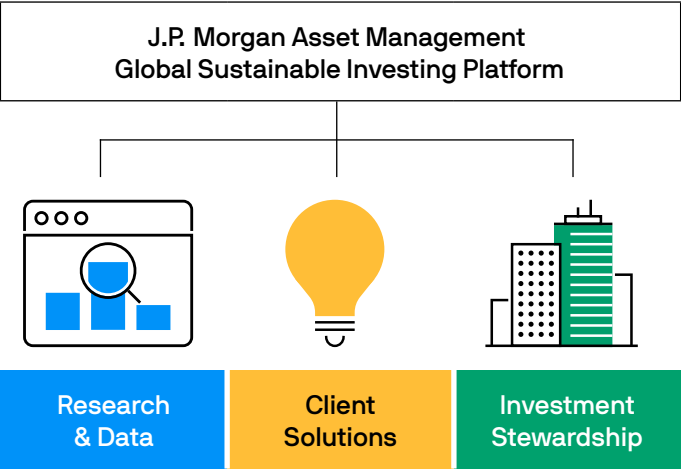 J.P. Morgan Asset Management
Global Sustainable Investing Platform
Research
& Data
Client
Solutions
Investment
Stewardship